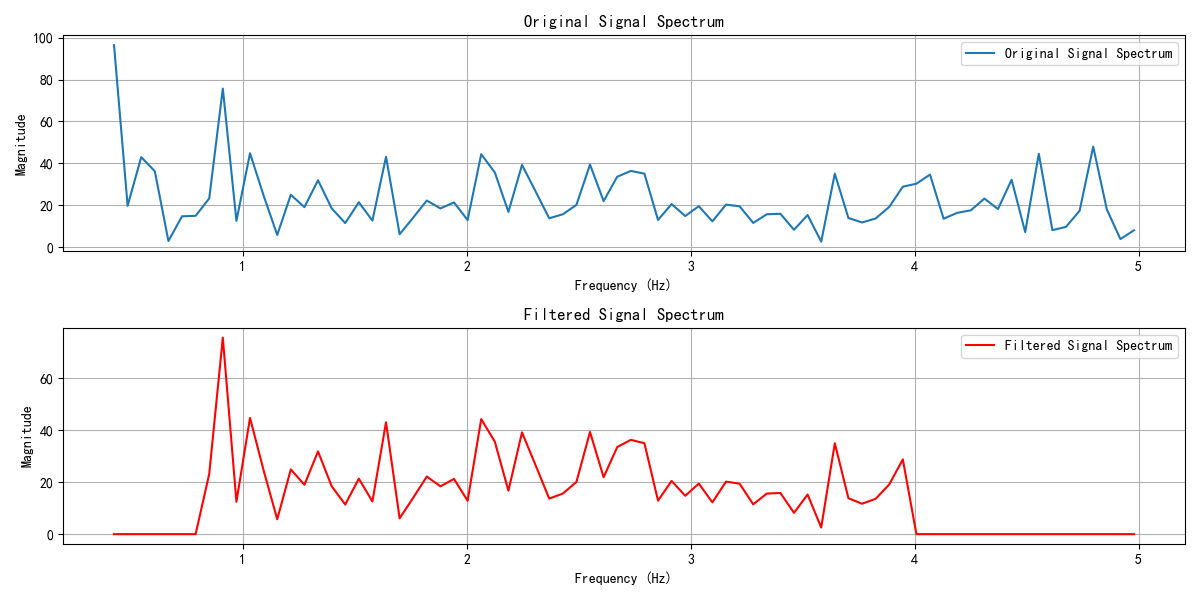 Original Signal Spectrum
100
80
60
40
20
0
Magnitude
Original Signal Spectrum
1
2
3
4
5
Frequency (Hz)
Filtered Signal Spectrum
60
40
20
0
Magnitude
Filtered Signal Spectrum
1
2
3
4
5
Frequency (Hz)